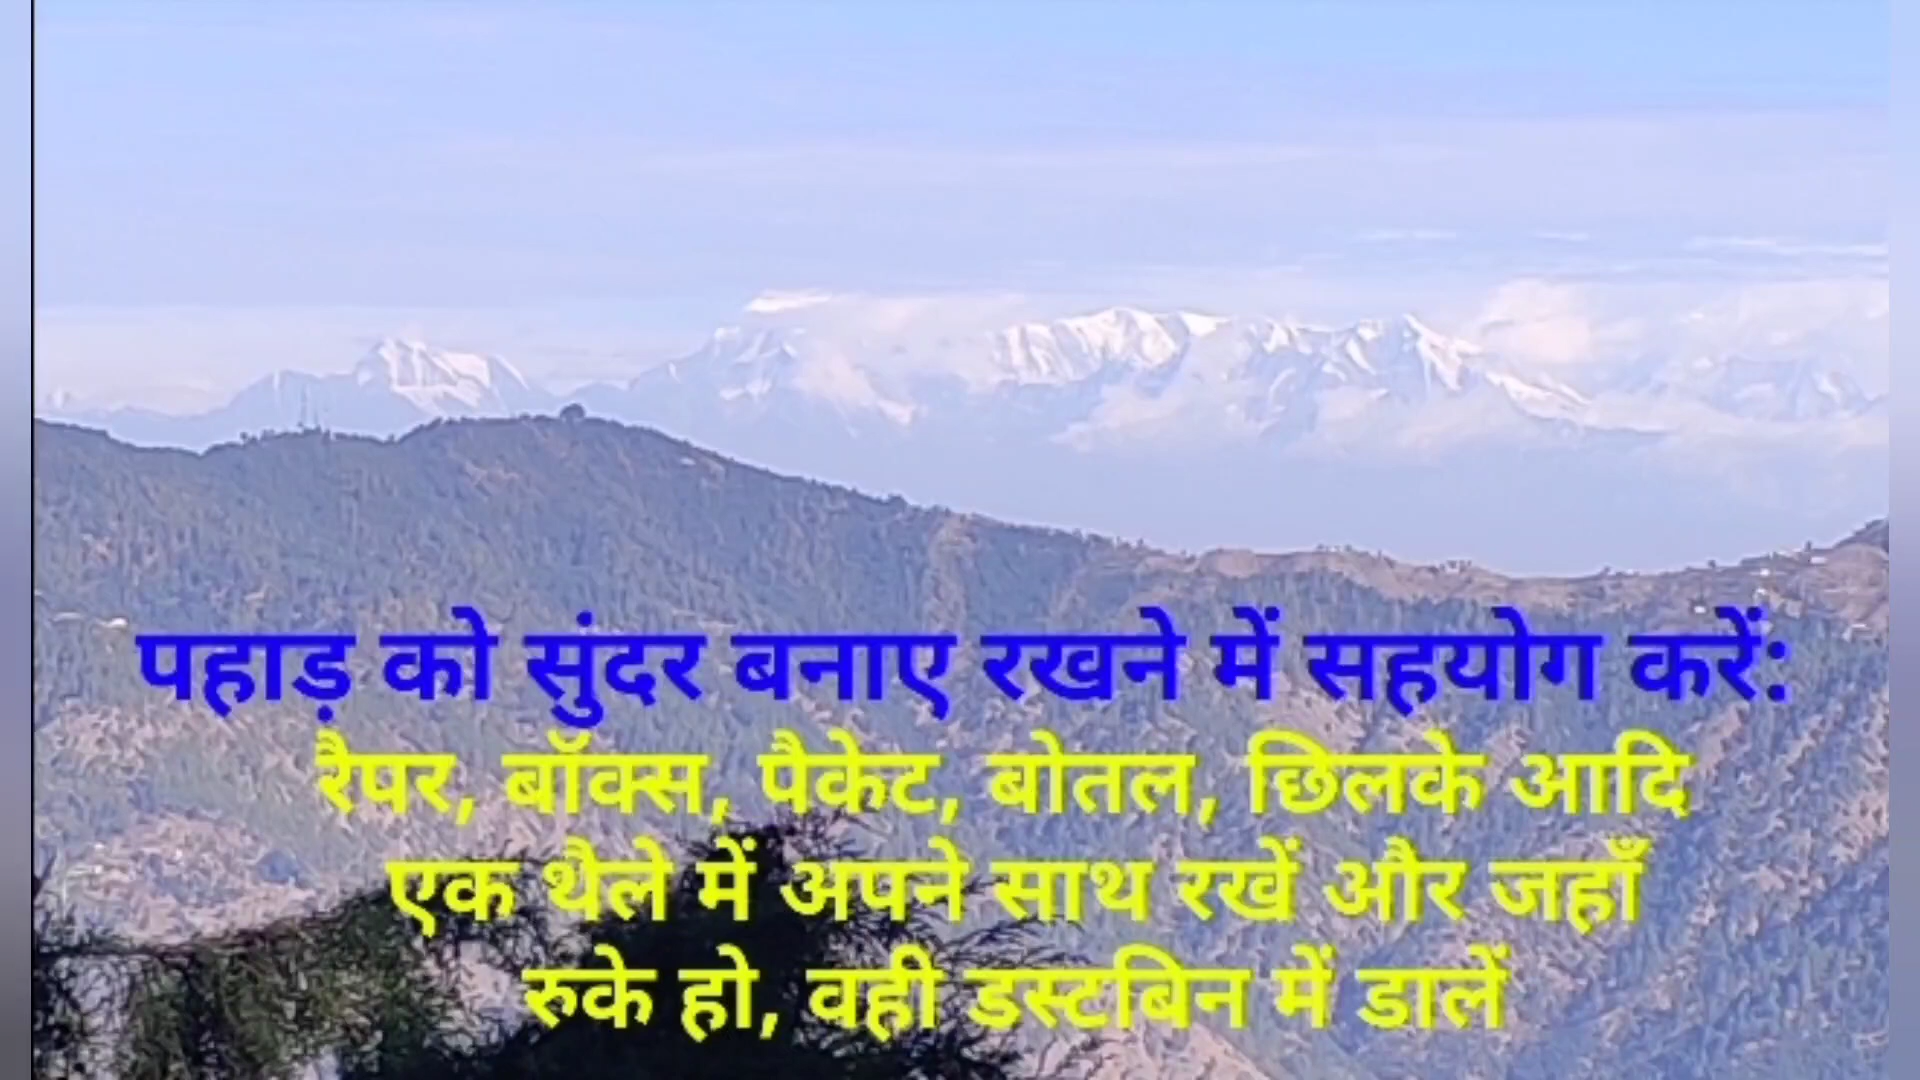 पहाड़ को सुंदर बनाए रखने में सहयोग करें:
रैपर, बॉक्स, पैकेट, बोतल, छिलके आदि
एक थैले में अपने साथ रखें और जहाँ
रुके हो, वही डस्टबिन में डालें